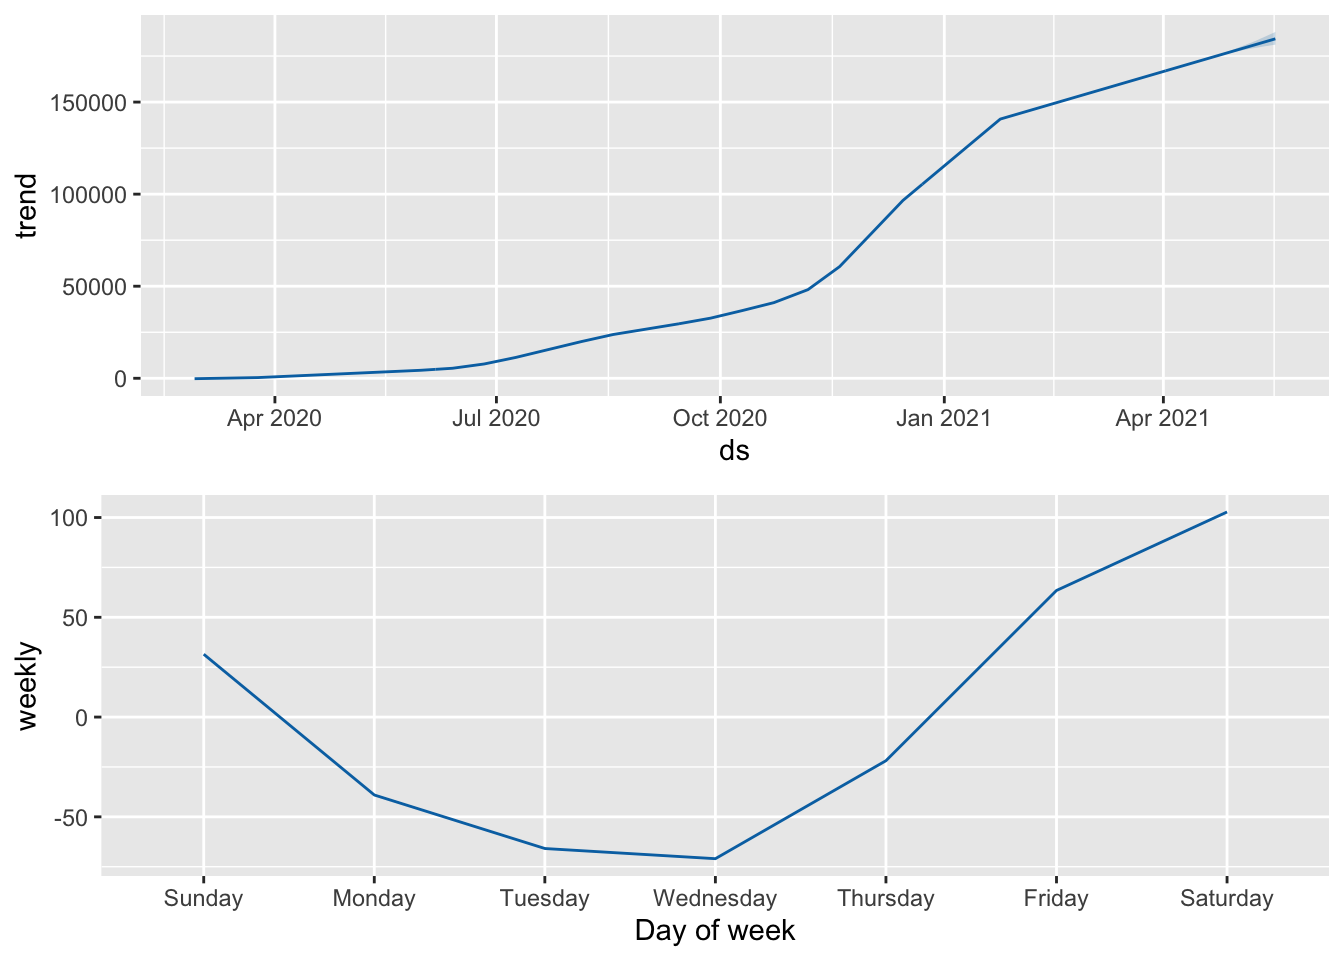 trend
150000
100000
50000
0
Apr 2020 Jul 2020 Oct 2020 Jan 2021 Apr 2021
ds
weekly
100
50
0
-50
Sunday Monday Tuesday Wednesday Thursday Friday Saturday
Day of week